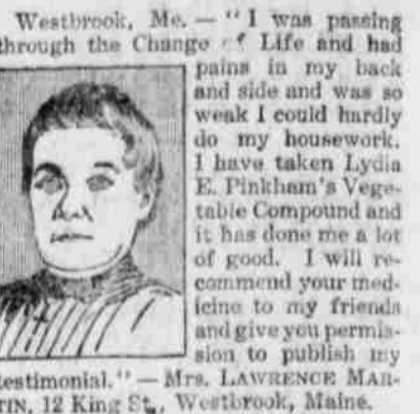 Westbrook, Me. — "I was passing
through the Change of Life and had
pains in my back
and side and was so
weak I could hardly
do my housework.
I have taken Lydia
E. Pinkham's Vege-
table Compound and
it has done me a lot
of good. I will re-
commend your med-
icine to my friends
and give you permis-
sion to publish my
testimonial." — Mrs. LAWRENCE MAR-
TIN, 12 King St., Westbrook, Maine.